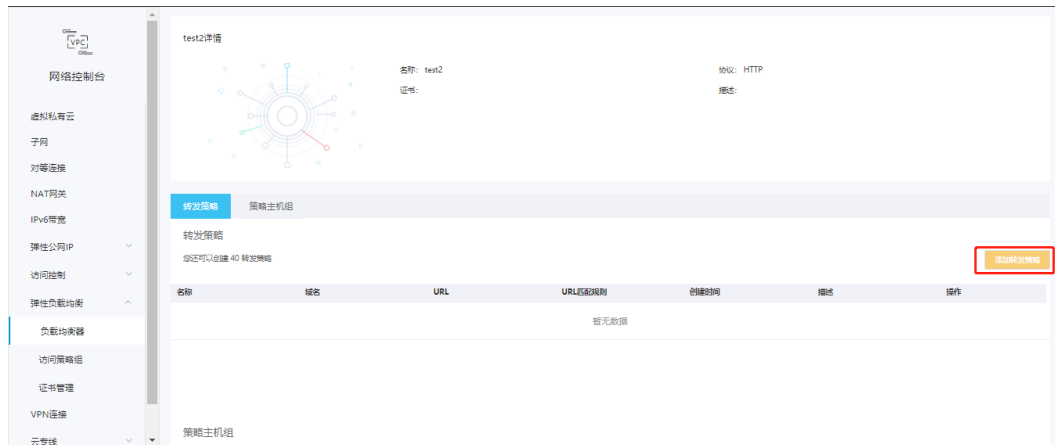 VPC
网络控制台
虚拟私有云
子网
对等连接
NAT网关
IPv6带宽
弹性公网IP
访问控制
弹性负载均衡
负载均衡器
访问策略组
证书管理
VPN连接
云专线
test2详情
名称: test2
协议: HTTP
证书:
描述:
转发策略 策略主机组
转发策略
您还可以创建 40 转发策略
添加转发策略
名称 域名 URL URL匹配规则 创建时间 描述 操作
暂无数据
策略主机组